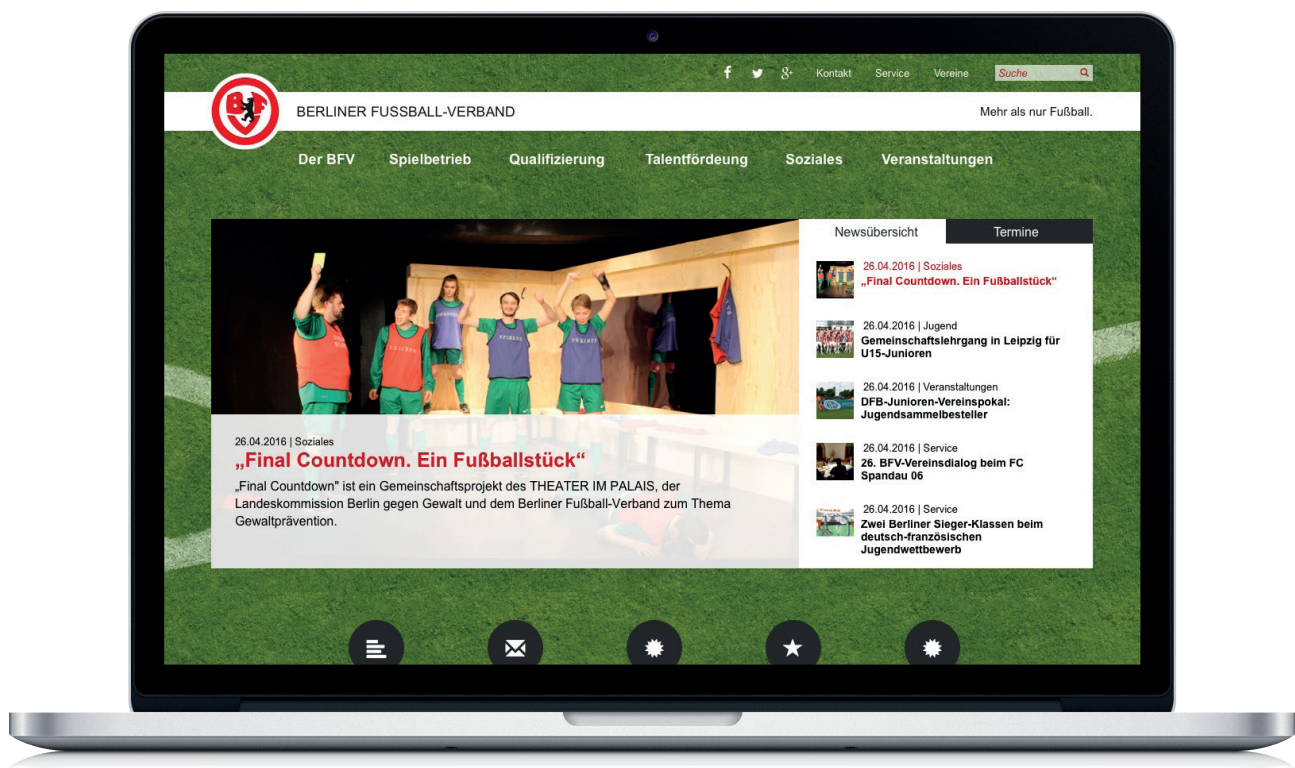 8+ Kontakt Service Vereine Suche
BF
V
BERLINER FUSSBALL-VERBAND
Mehr als nur Fußball.
Der BFV Spielbetrieb Qualifizierung Talentfördeung Soziales Veranstaltungen
26.04.2016 | Soziales
„Final Countdown. Ein Fußballstück“
„Final Countdown" ist ein Gemeinschaftsprojekt des THEATER IM PALAIS, der
Landeskommission Berlin gegen Gewalt und dem Berliner Fußball-Verband zum Thema
Gewaltprävention.
Newsübersicht Termine
26.04.2016 | Soziales
„Final Countdown. Ein Fußballstück“
26.04.2016 | Jugend
Gemeinschaftslehrgang in Leipzig für
U15-Junioren
26.04.2016 | Veranstaltungen
DFB-Junioren-Vereinspokal:
Jugendsammelbesteller
26.04.2016 | Service
26. BFV-Vereinsdialog beim FC
Spandau 06
26.04.2016 | Service
Zwei Berliner Sieger-Klassen beim
deutsch-französischen
Jugendwettbewerb